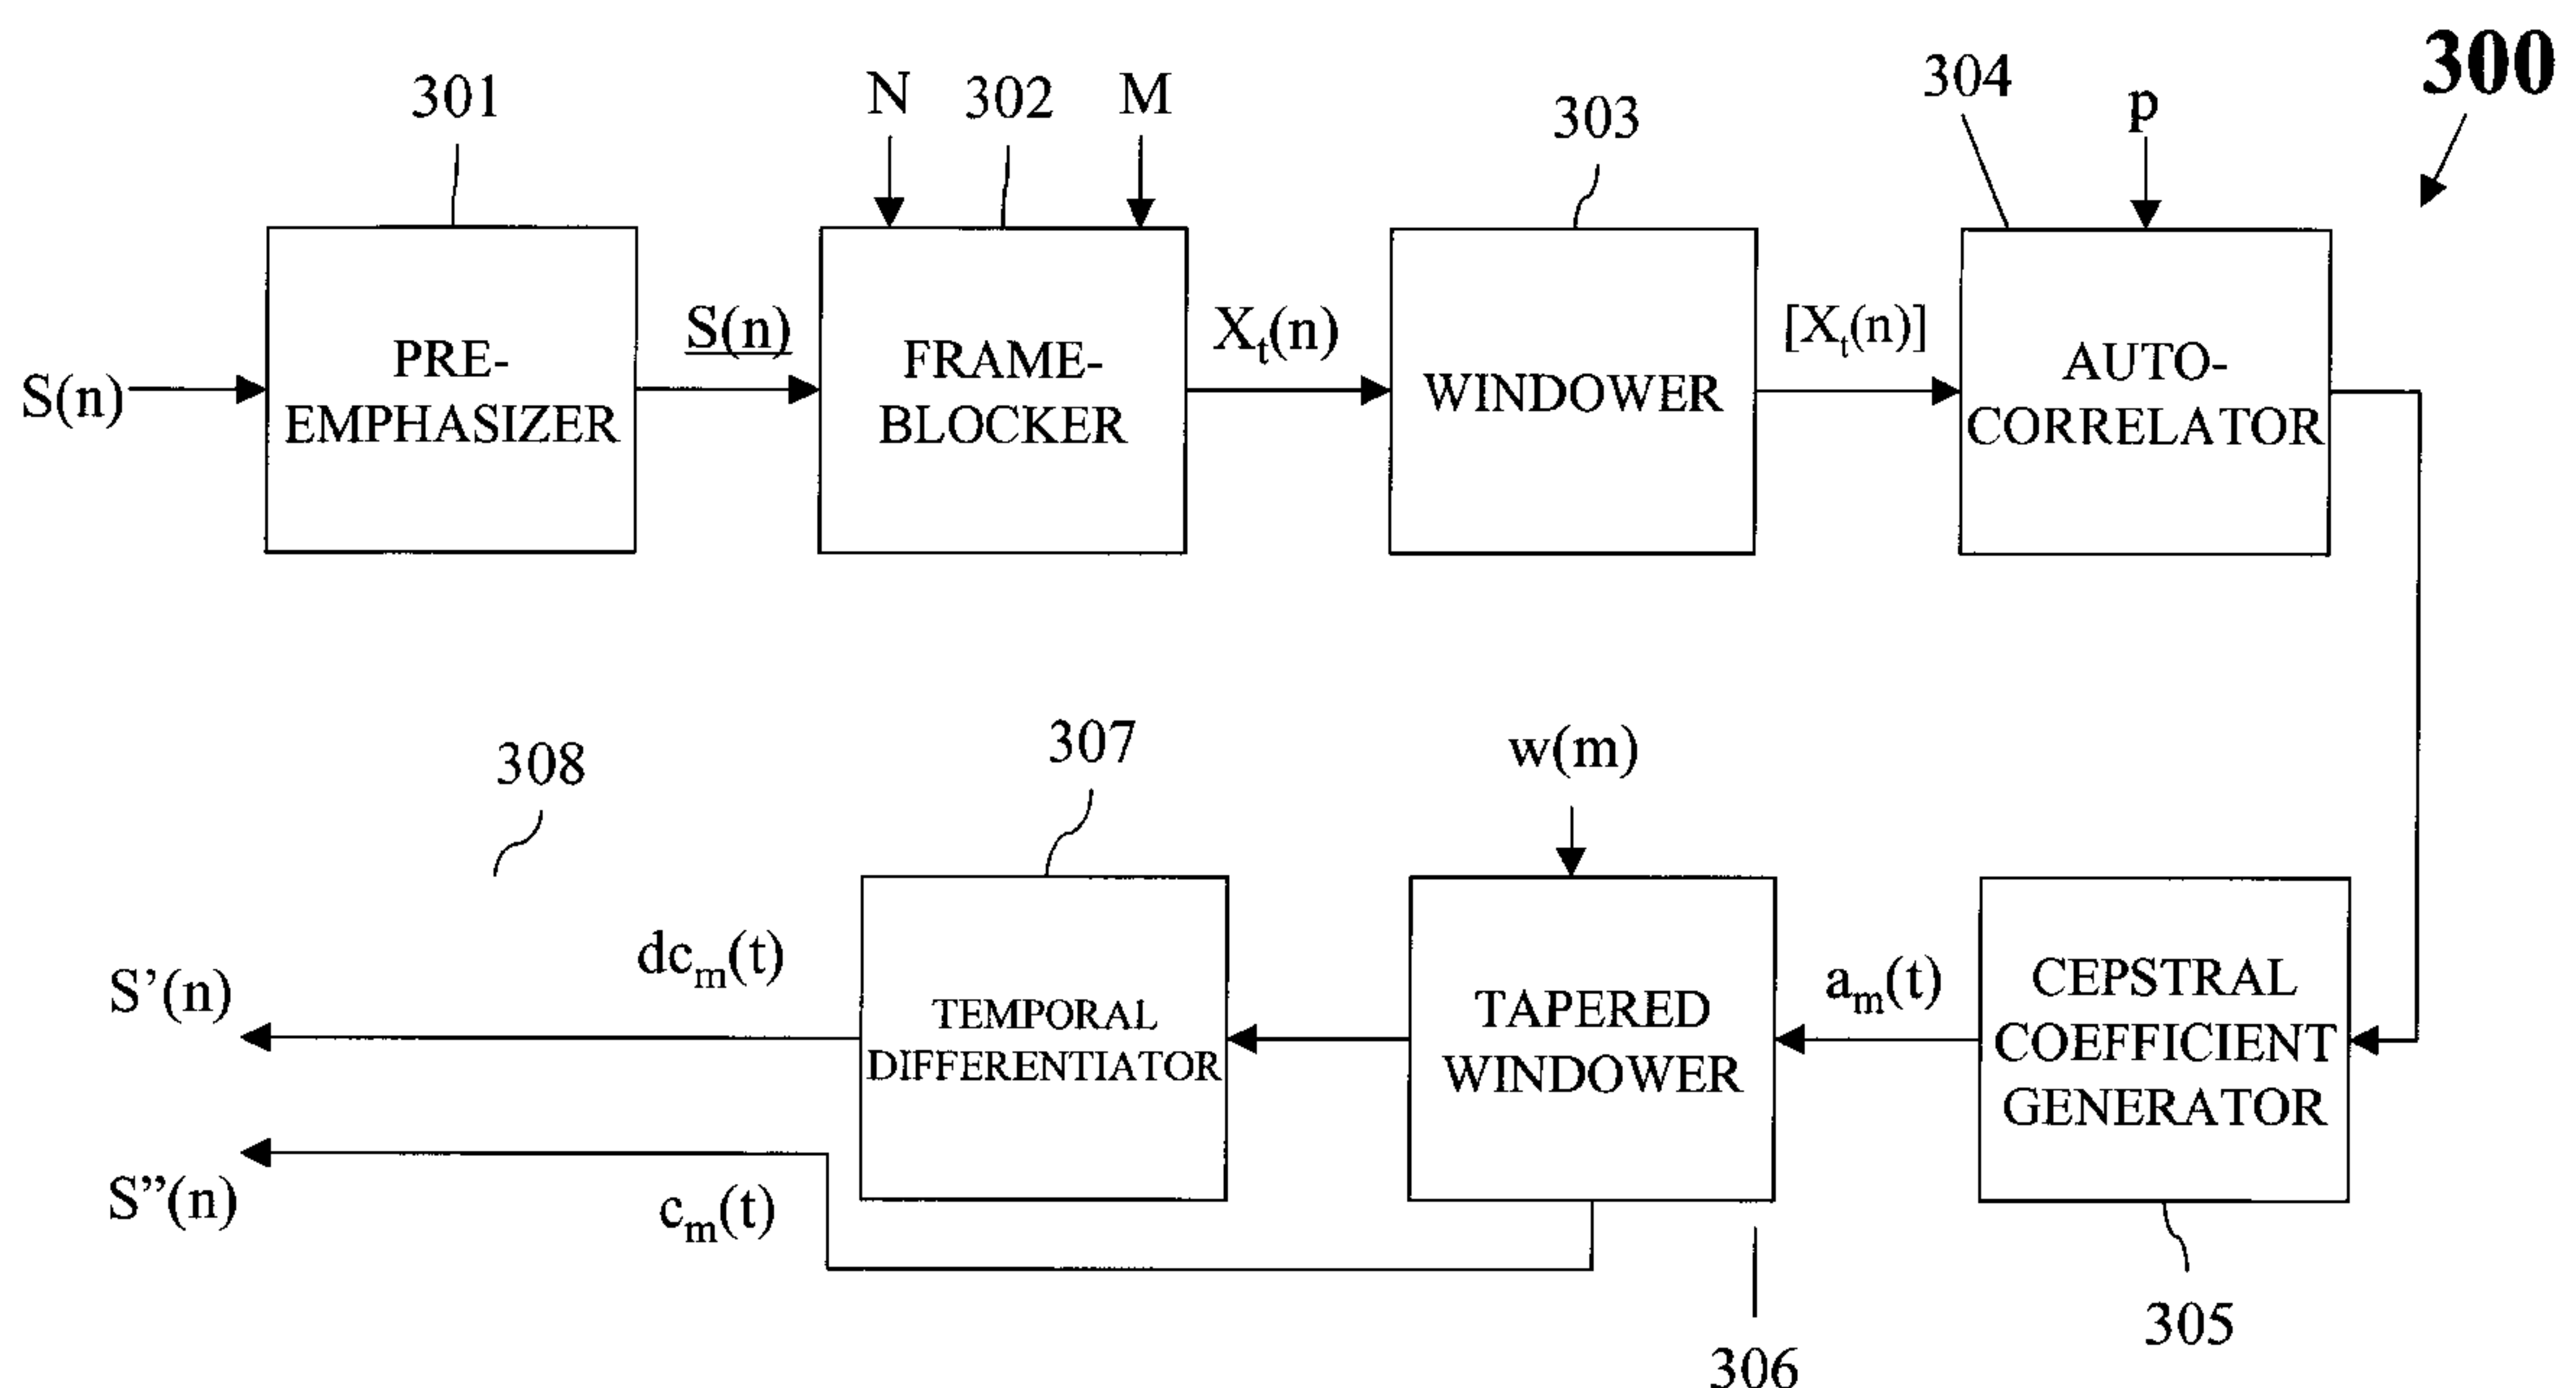 300
301
N
302
M
303
304
p
S(n)
PRE-
EMPHASIZER
S(n)
FRAME-
BLOCKER
Xt(n)
WINDOWER
[Xt(n)]
AUTO-
CORRELATOR
308
307
w(m)
S’(n)
dcm(t)
TEMPORAL
DIFFERENTIATOR
TAPERED
WINDOWER
am(t)
CEPSTRAL
COEFFICIENT
GENERATOR
S”(n)
cm(t)
306
305